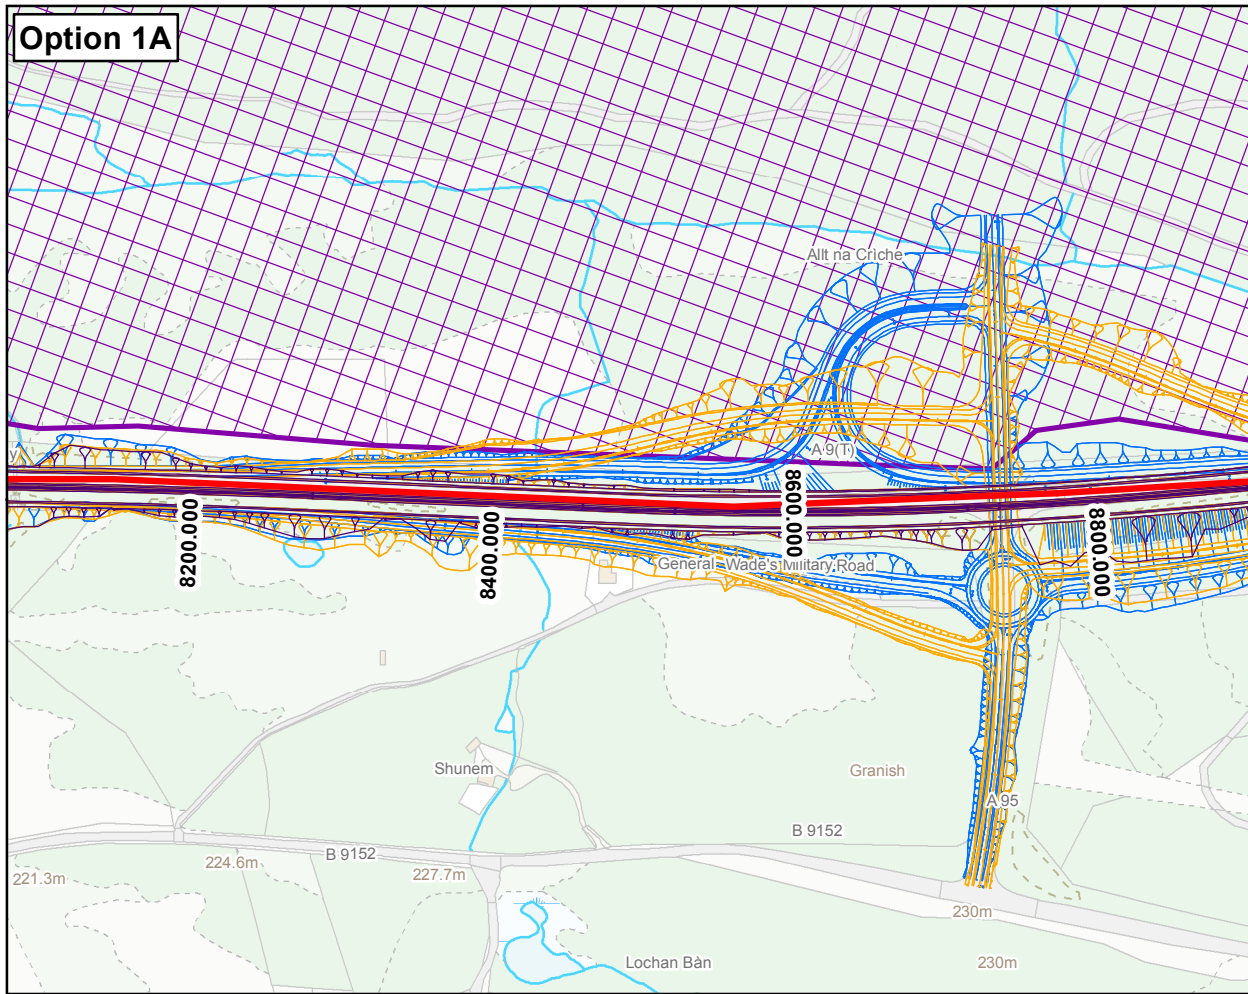 Option 1A
Allt na Crìche
A 9(T)
y
8200.000
8400.000
8600.000
8800.000
General Wade's Military Road
Shunem
Granish
A 95
B 9152
B 9152
224.6m
221.3m
227.7m
230m
Lochan Bàn
230m